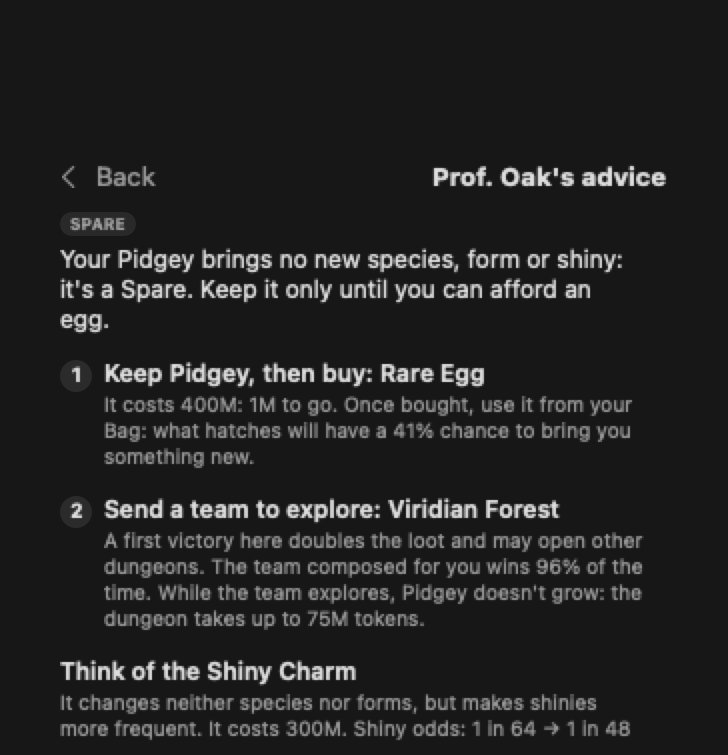 Back
Prof. Oak's advice
SPARE
Your Pidgey brings no new species, form or shiny:
it's a Spare. Keep it only until you can afford an
egg.
1 Keep Pidgey, then buy: Rare Egg
It costs 400M: 1M to go. Once bought, use it from your
Bag: what hatches will have a 41% chance to bring you
something new.
2 Send a team to explore: Viridian Forest
A first victory here doubles the loot and may open other
dungeons. The team composed for you wins 96% of the
time. While the team explores, Pidgey doesn't grow: the
dungeon takes up to 75M tokens.
Think of the Shiny Charm
It changes neither species nor forms, but makes shinies
more frequent. It costs 300M. Shiny odds: 1 in 64 → 1 in 48